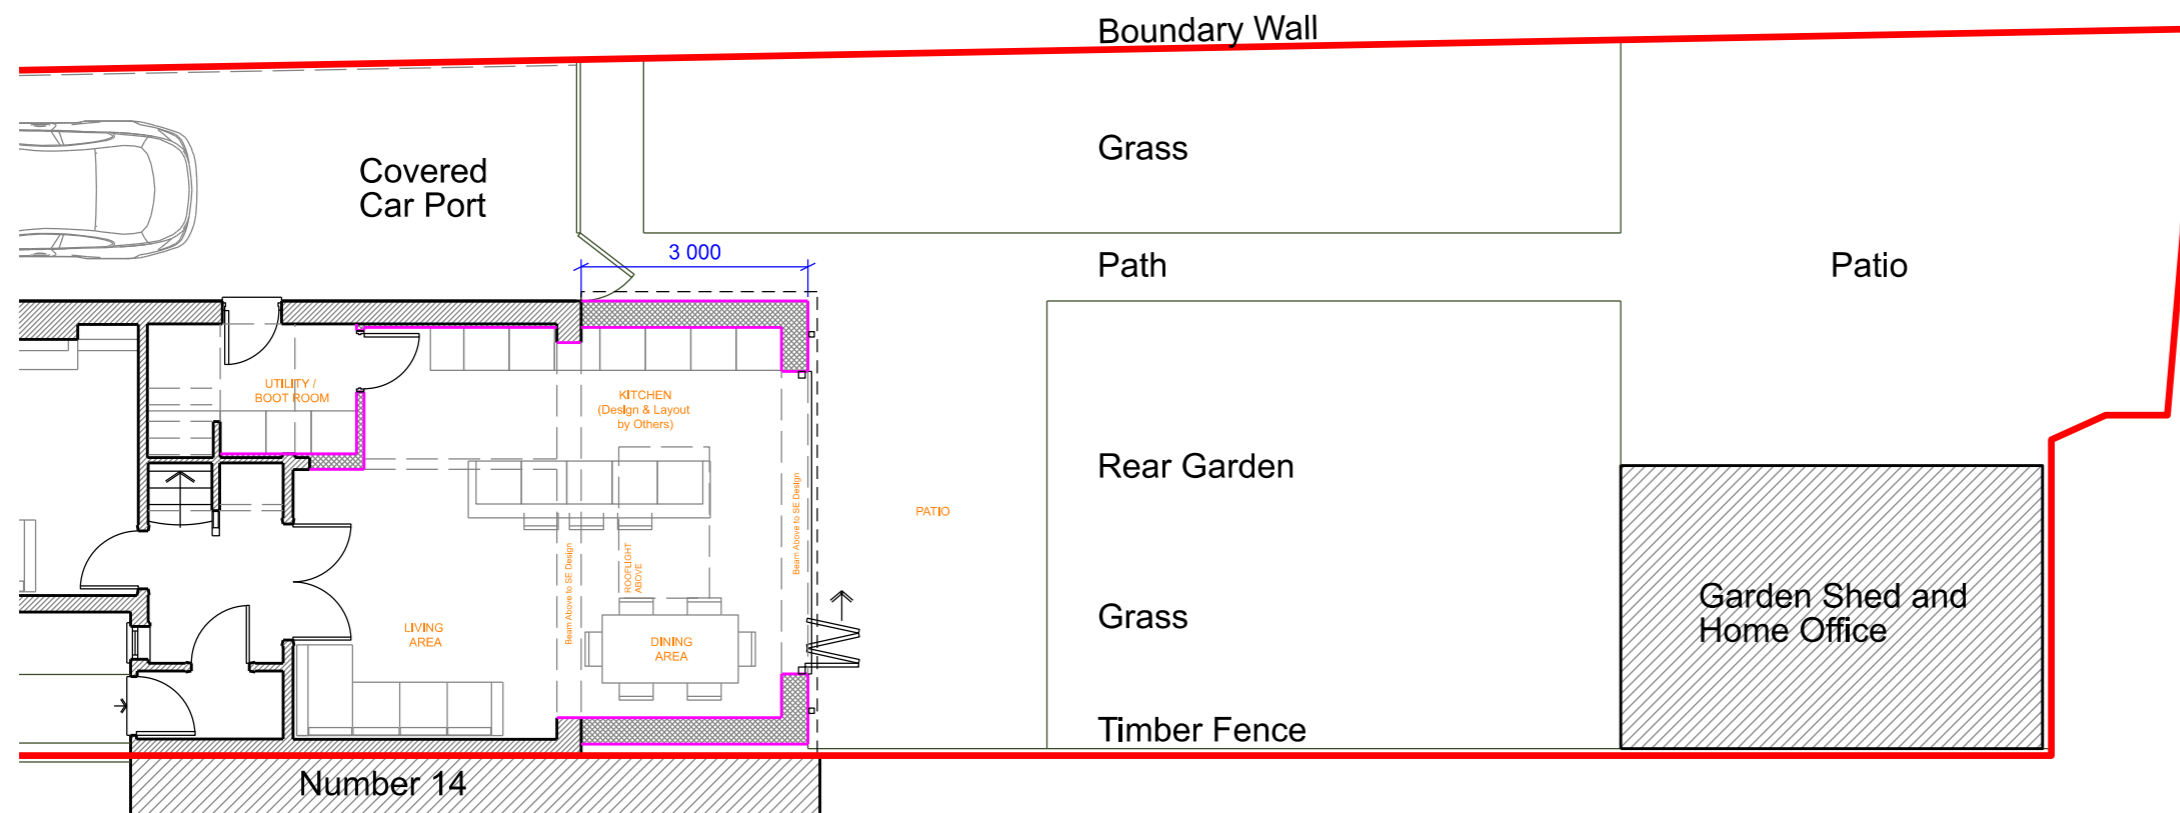 Boundary Wall
Grass
Covered
Car Port
3 000
Path
Patio
UTILITY /
BOOT ROOM
KITCHEN
(Design & Layout
by Others)
Rear Garden
Beam Above to SE Design
PATIO
Beam Above to SE Design
ROOFLIGHT
ABOVE
Garden Shed and
Home Office
Grass
LIVING
AREA
DINING
AREA
Timber Fence
Number 14